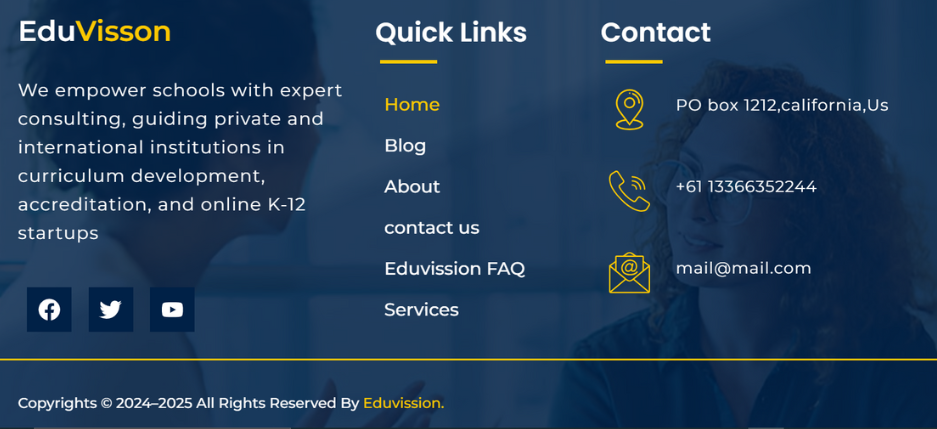 EduVisson
We empower schools with expert
consulting, guiding private and
international institutions in
curriculum development,
accreditation, and online K-12
startups
Quick Links
Home
Blog
About
contact us
Eduvission FAQ
Services
Contact
PO box 1212,california,Us
+61 13366352244
mail@mail.com
Copyrights © 2024–2025 All Rights Reserved By Eduvission.